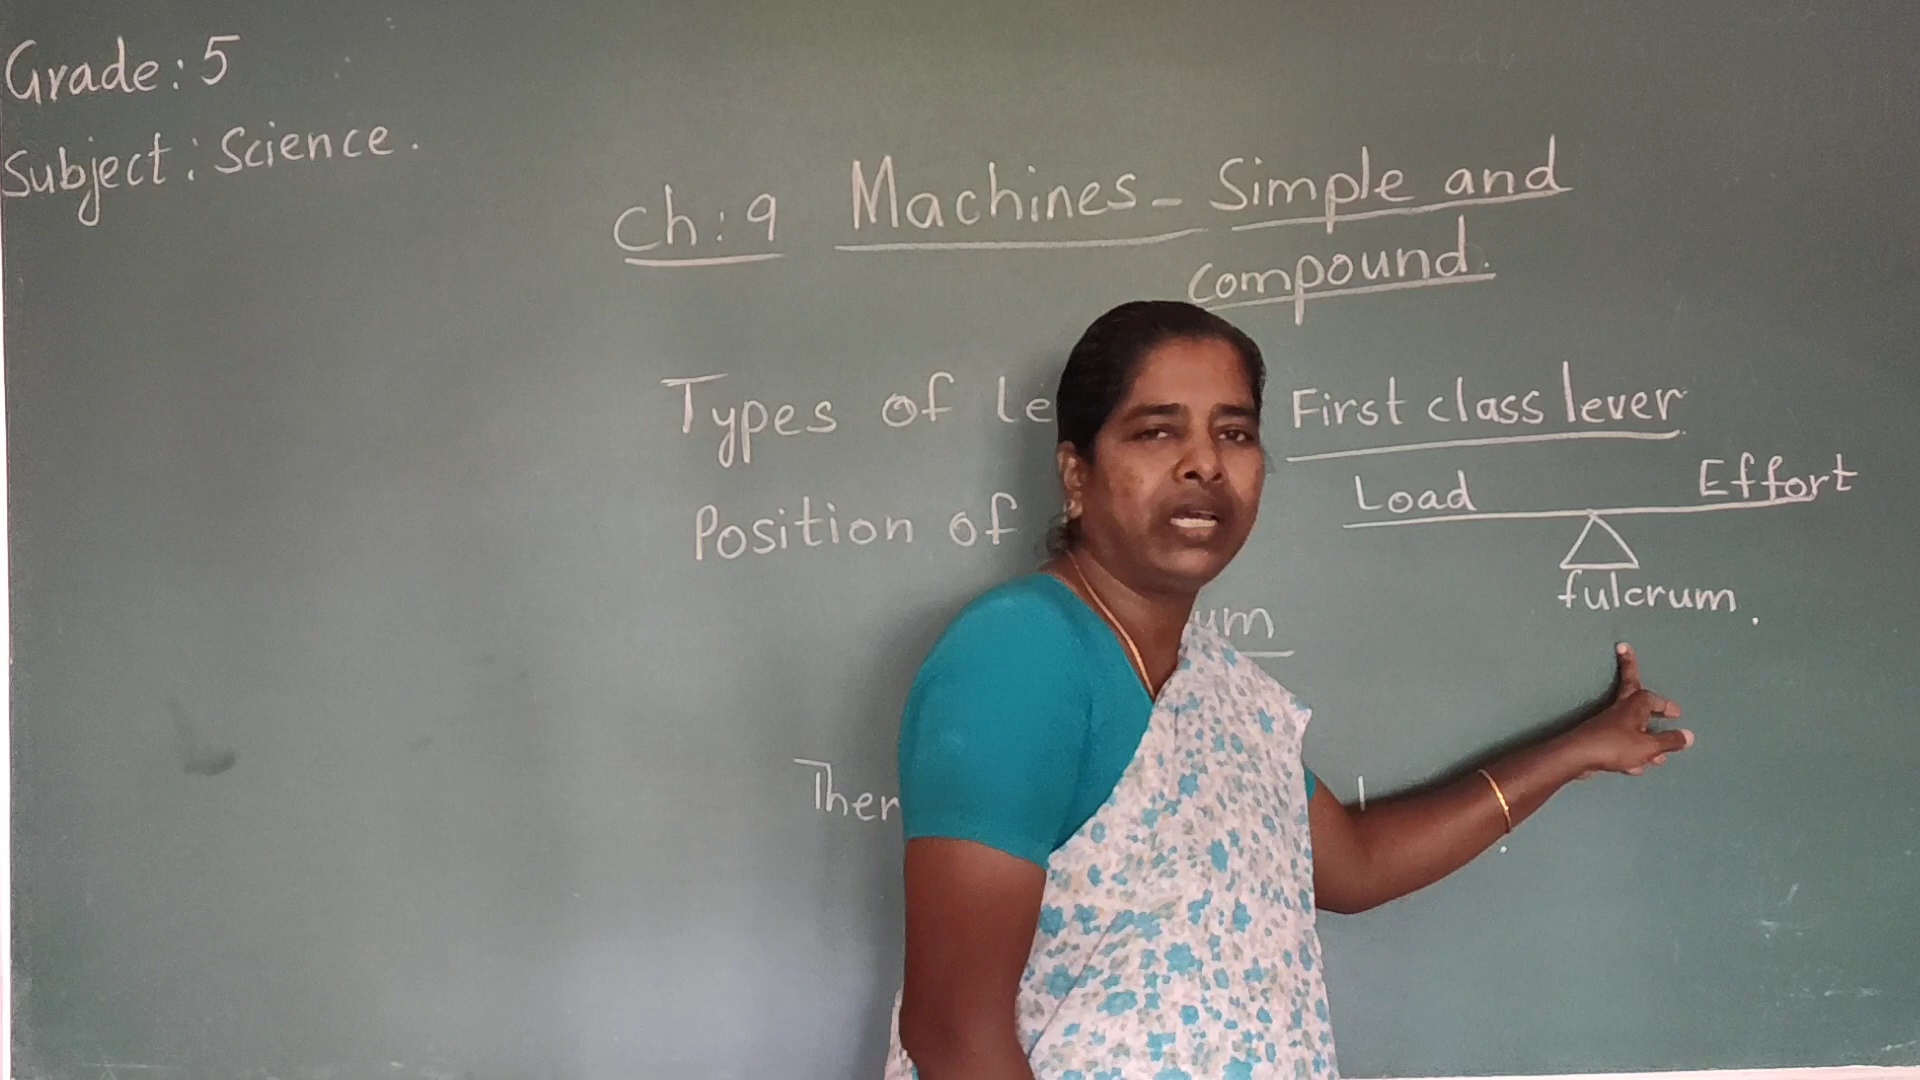 Grade: 5
Subject: Science.
Ch: 9 Machines - Simple and
compound.
Types of le
First class lever
Load
Effort
Position of
fulcrum
um
Ther